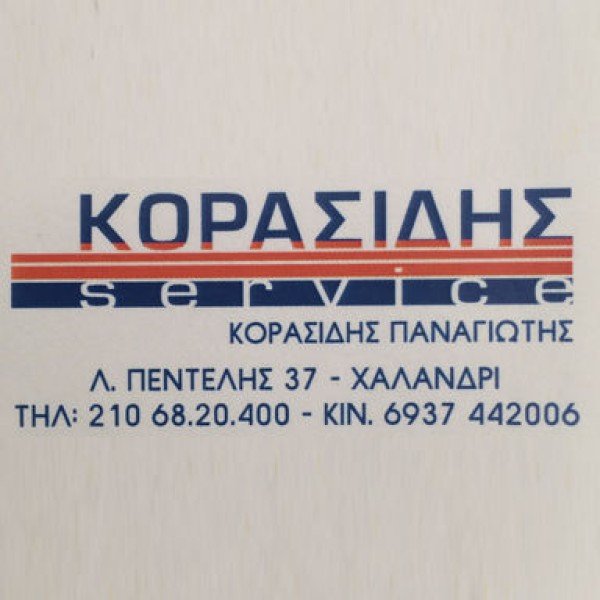 ΚΟΡΑΣΙΔΗΣ
service
ΚΟΡΑΣΙΔΗΣ ΠΑΝΑΓΙΩΤΗΣ
Λ. ΠΕΝΤΕΛΗΣ 37 - ΧΑΛΑΝΔΡΙ
ΤΗΛ: 210 68.20.400 - ΚΙΝ. 6937 442006